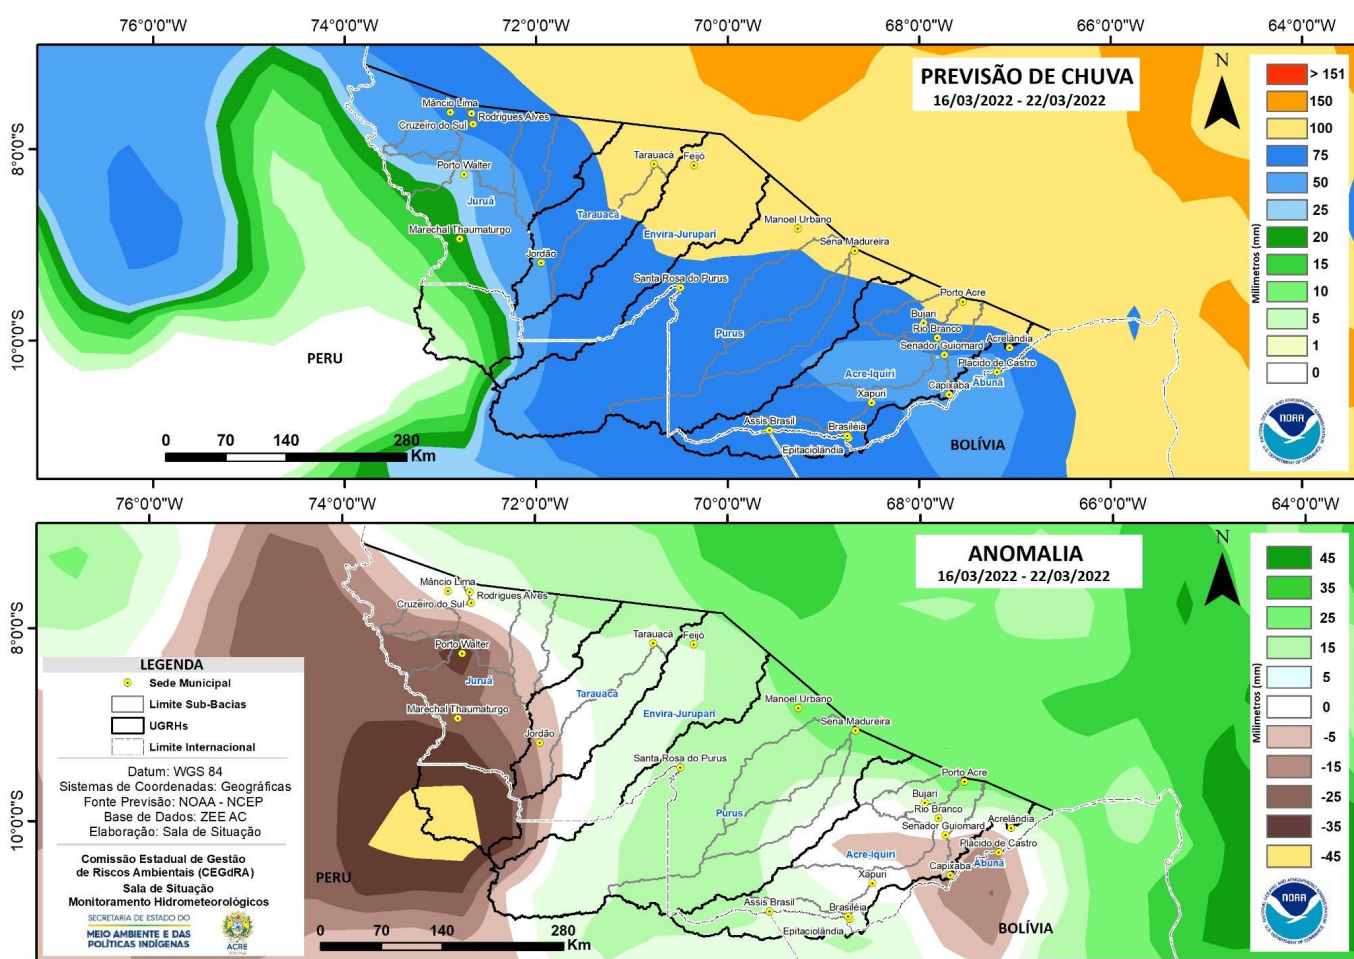 76°0'0"W 74°0'0"W 72°0'0"W 70°0'0"W 68°0'0"W 66°0'0"W 64°0'0"W
PREVISÃO DE CHUVA
16/03/2022 - 22/03/2022
N
8°0'0"S
10°0'0"S
Mâncio Lima
Rodrigues Alves
Cruzeiro do Sul
Porto Walter
Juruá
Marechal Thaumaturgo
Jordão
Tarauacá
Feijó
Tarauacá
Envira-Jurupari
Manoel Urbano
Sena Madureira
Santa Rosa do Purus
Purus
Porto Acre
Bujari
Rio Branco
Senador Guiomard
Acrelândia
Plácido de Castro
Acre-Iquiri
Abunã
Capixaba
Xapuri
Assis Brasil
Brasiléia
Epitaciolândia
PERU
BOLÍVIA
0 70 140 280
Km
Milímetros (mm)
> 151
150
100
75
50
25
20
15
10
5
1
0
NOAA
76°0'0"W 74°0'0"W 72°0'0"W 70°0'0"W 68°0'0"W 66°0'0"W 64°0'0"W
ANOMALIA
16/03/2022 - 22/03/2022
N
8°0'0"S
10°0'0"S
Mâncio Lima
Rodrigues Alves
Cruzeiro do Sul
Porto Walter
Juruá
Marechal Thaumaturgo
Jordão
Tarauacá
Feijó
Tarauacá
Envira-Jurupari
Manoel Urbano
Sena Madureira
Santa Rosa do Purus
Purus
Porto Acre
Bujari
Rio Branco
Senador Guiomard
Acrelândia
Plácido de Castro
Acre-Iquiri
Abunã
Capixaba
Xapuri
Assis Brasil
Brasiléia
Epitaciolândia
PERU
BOLÍVIA
0 70 140 280
Km
Milímetros (mm)
45
35
25
15
5
0
-5
-15
-25
-35
-45
NOAA
LEGENDA
Sede Municipal
Limite Sub-Bacias
UGRHs
Limite Internacional
Datum: WGS 84
Sistemas de Coordenadas: Geográficas
Fonte Previsão: NOAA - NCEP
Base de Dados: ZEE AC
Elaboração: Sala de Situação
Comissão Estadual de Gestão
de Riscos Ambientais (CEGdRA)
Sala de Situação
Monitoramento Hidrometeorológicos
SECRETARIA DE ESTADO DO
MEIO AMBIENTE E DAS
POLÍTICAS INDÍGENAS
ACRE